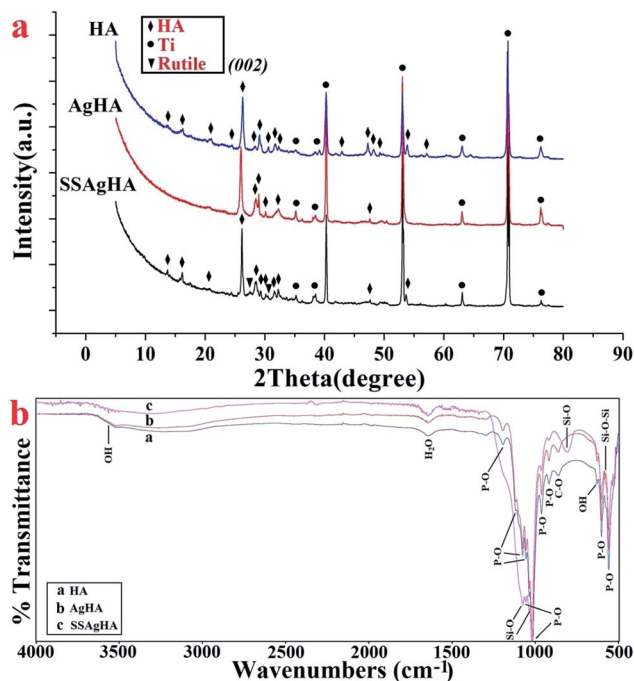 a
HA
Ti
Rutile
HA
(002)
AgHA
SSAgHA
Intensity(a.u.)
-5 0 10 20 30 40 50 60 70 80 90
2Theta(degree)
b
c
b
a
OH
H₂O
P-O
P-O
P-O
Si-O
P-O
P-O
P-O
C-O
Si-O
OH
Si-O-Si
P-O
P-O
% Transmittance
a HA
b AgHA
c SSAgHA
4000 3500 3000 2500 2000 1500 1000 500
Wavenumbers (cm⁻¹)